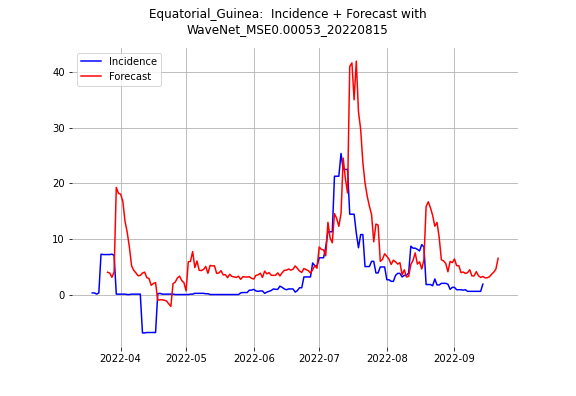 Equatorial_Guinea:  Incidence + Forecast with
WaveNet_MSE0.00053_20220815
Incidence
Forecast
40
30
20
10
0
2022-04 2022-05 2022-06 2022-07 2022-08 2022-09